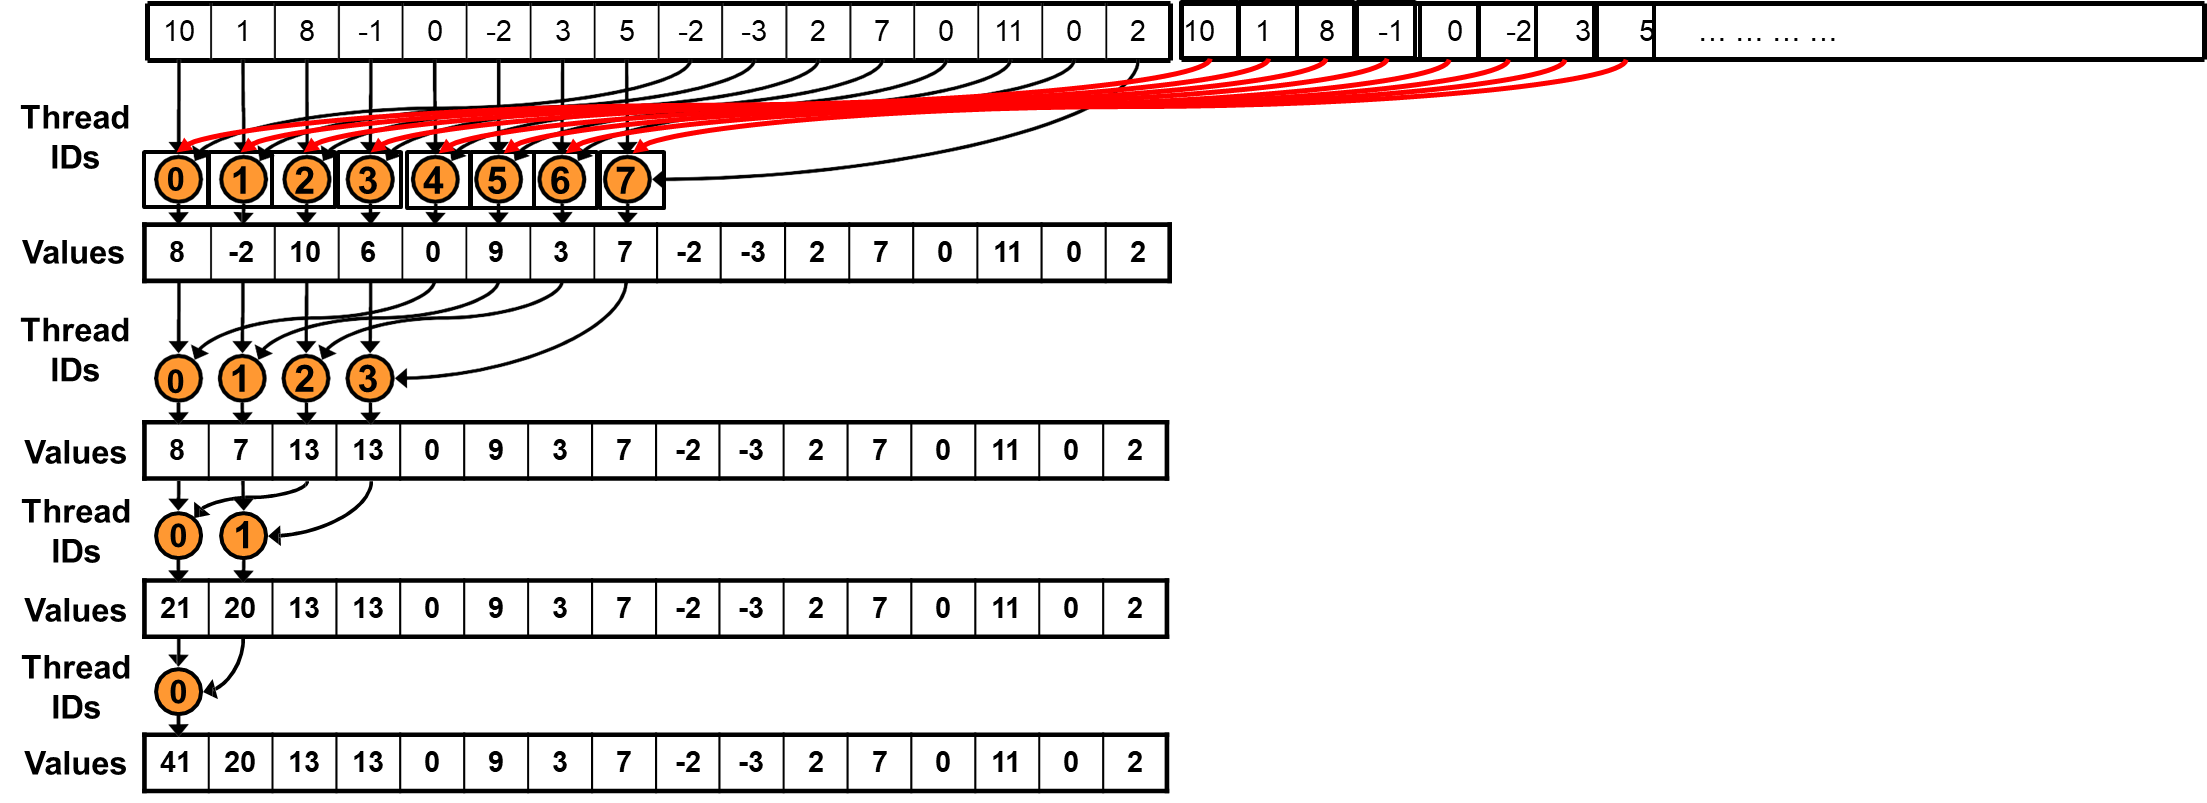 10 1 8 -1 0 -2 3 5 -2 -3 2 7 0 11 0 2 10 1 8 -1 0 -2 3 5 ... ... ... ...
Thread
IDs
0 1 2 3 4 5 6 7
Values 8 -2 10 6 0 9 3 7 -2 -3 2 7 0 11 0 2
Thread
IDs
0 1 2 3
Values 8 7 13 13 0 9 3 7 -2 -3 2 7 0 11 0 2
Thread
IDs
0 1
Values 21 20 13 13 0 9 3 7 -2 -3 2 7 0 11 0 2
Thread
IDs
0
Values 41 20 13 13 0 9 3 7 -2 -3 2 7 0 11 0 2